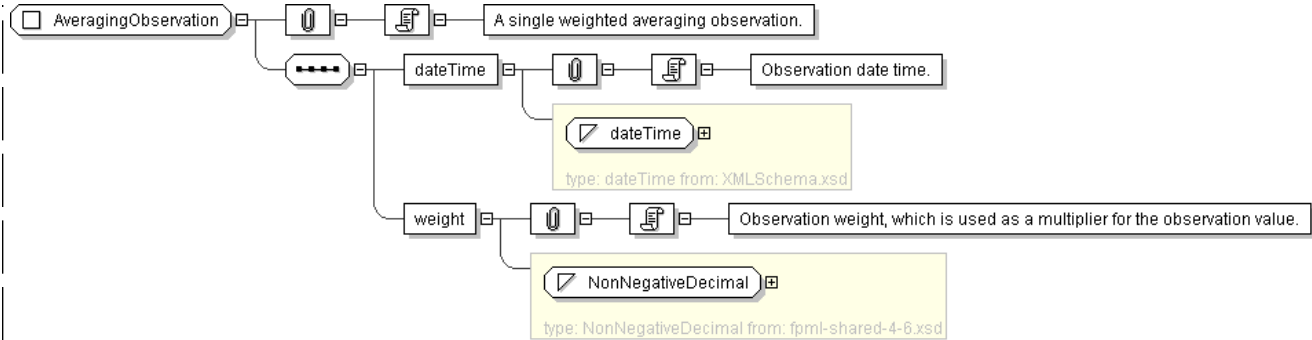 AveragingObservation
A single weighted averaging observation.
dateTime
Observation date time.
dateTime
type: dateTime from: XMLSchema.xsd
weight
Observation weight, which is used as a multiplier for the observation value.
NonNegativeDecimal
type: NonNegativeDecimal from: fpml-shared-4-6.xsd